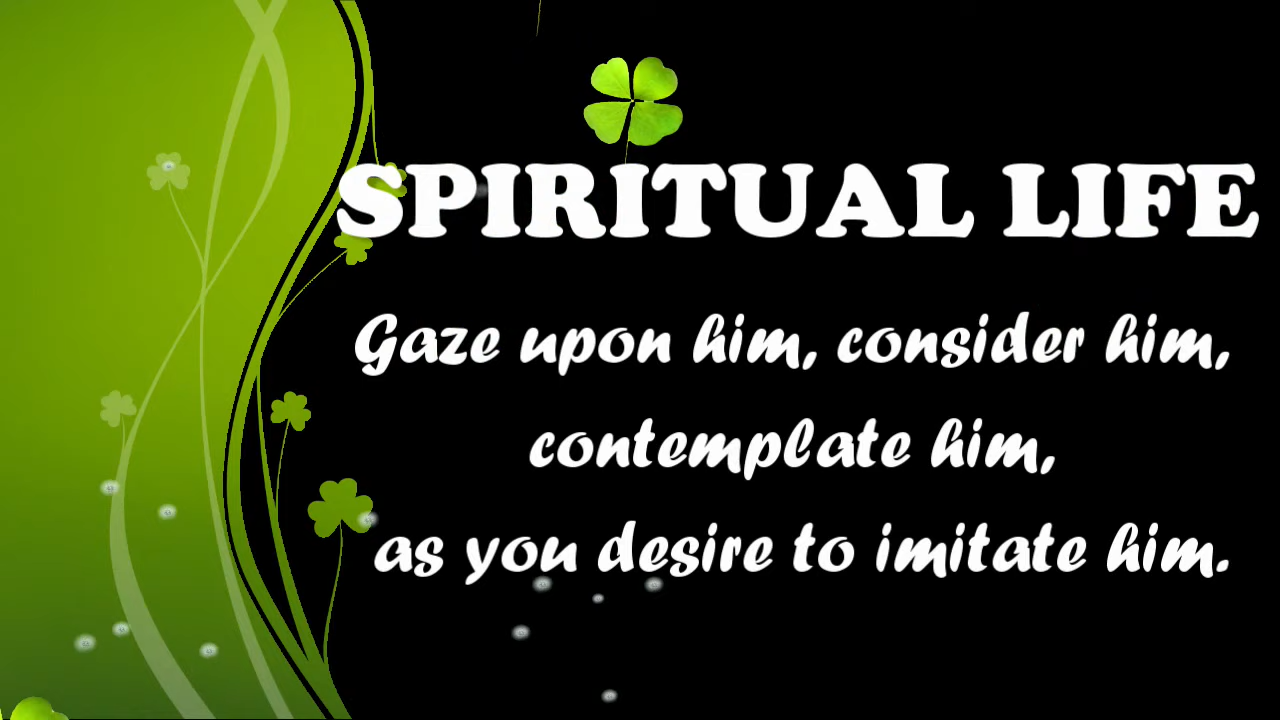 SPIRITUAL LIFE
Gaze upon him, consider him,
contemplate him,
as you desire to imitate him.